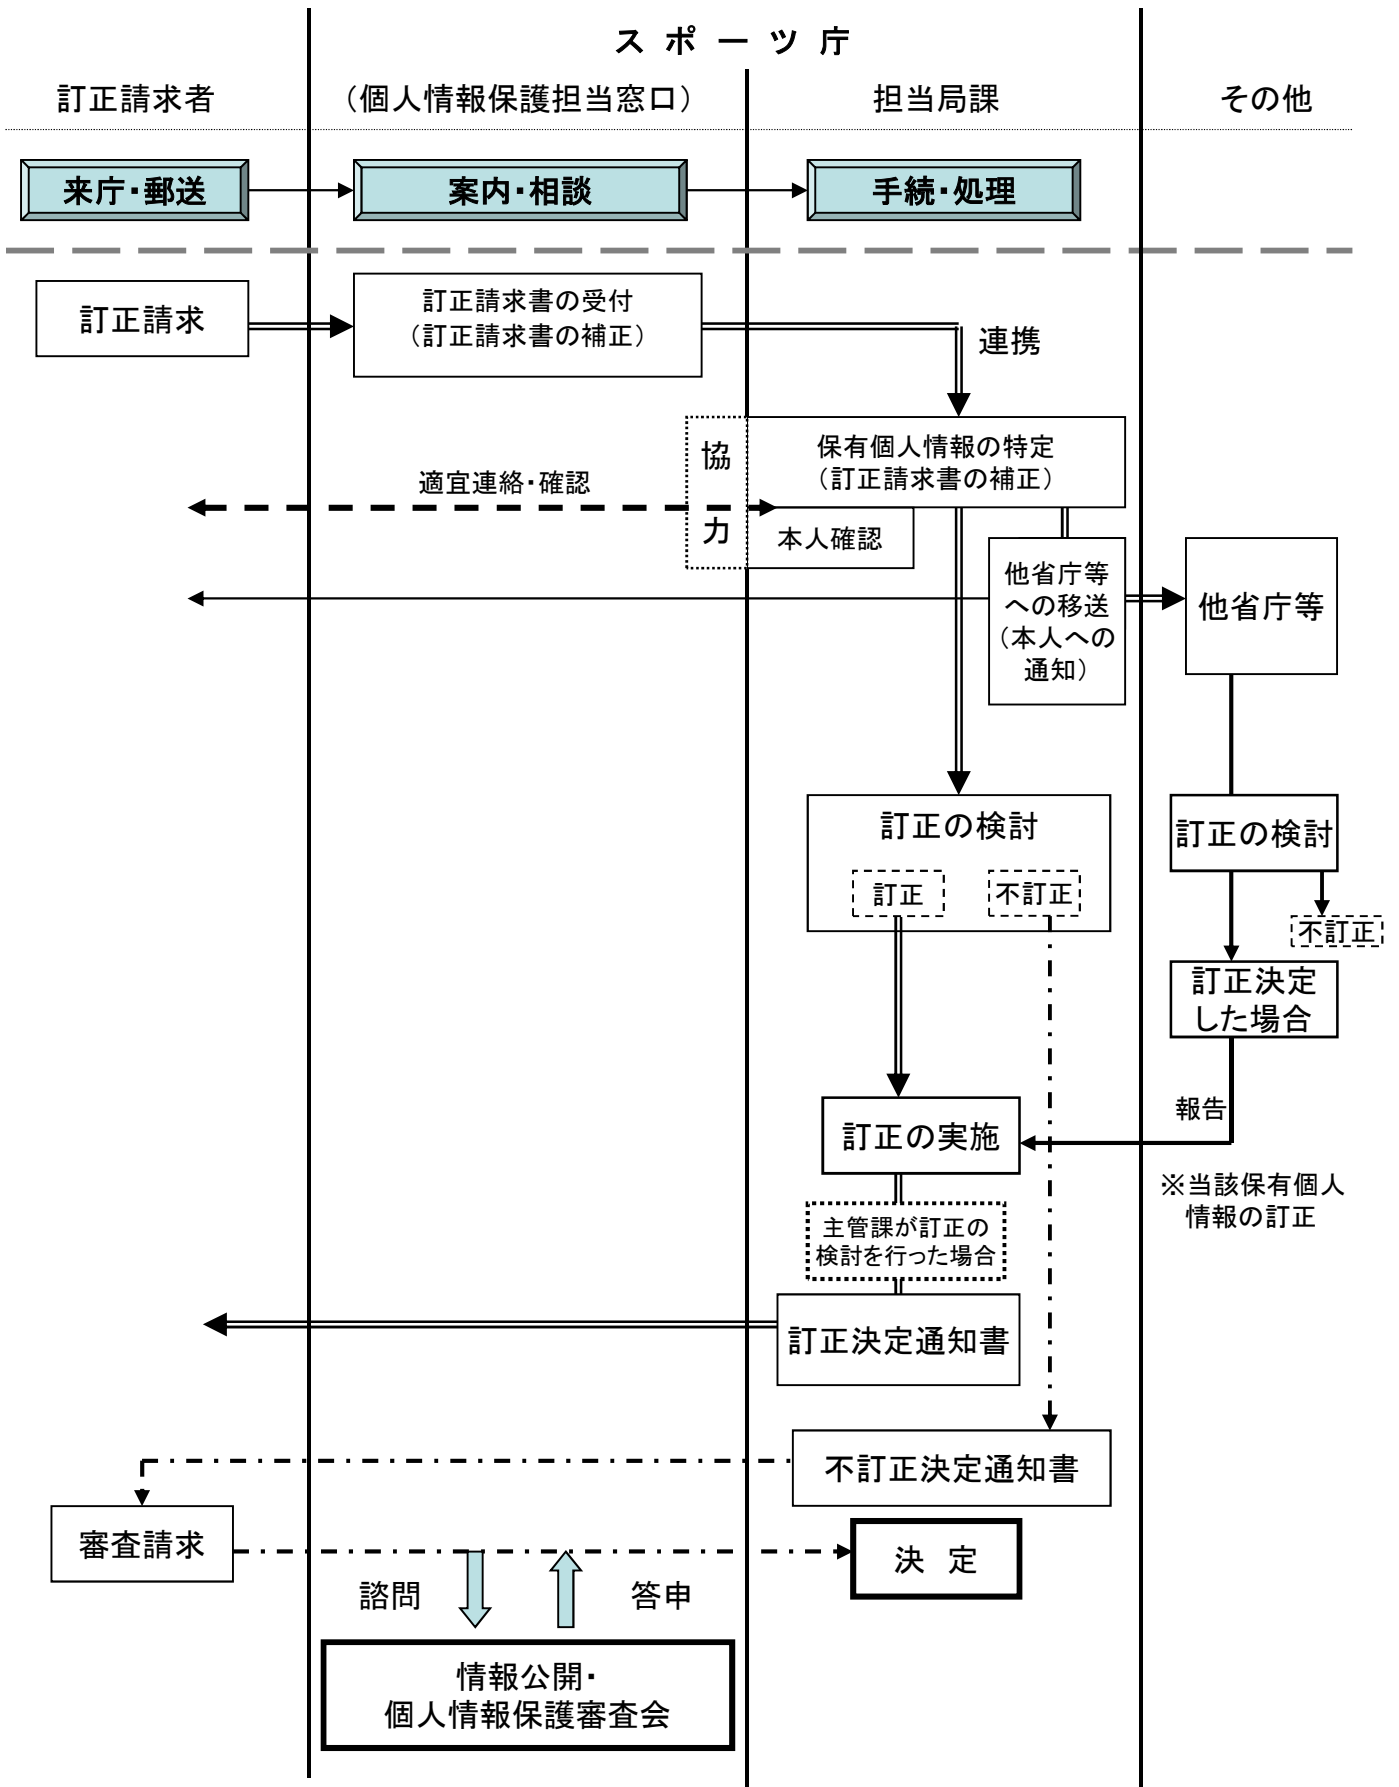 スポーツ庁
訂正請求者
（個人情報保護担当窓口）
担当局課
その他
来庁・郵送
案内・相談
手続・処理
訂正請求
訂正請求書の受付
（訂正請求書の補正）
連携
協
力
保有個人情報の特定
（訂正請求書の補正）
適宜連絡・確認
本人確認
他省庁等
への移送
（本人への
通知）
他省庁等
訂正の検討
訂正
不訂正
訂正の検討
不訂正
訂正決定
した場合
報告
訂正の実施
※当該保有個人
情報の訂正
主管課が訂正の
検討を行った場合
訂正決定通知書
不訂正決定通知書
審査請求
決 定
諮問
答申
情報公開・
個人情報保護審査会